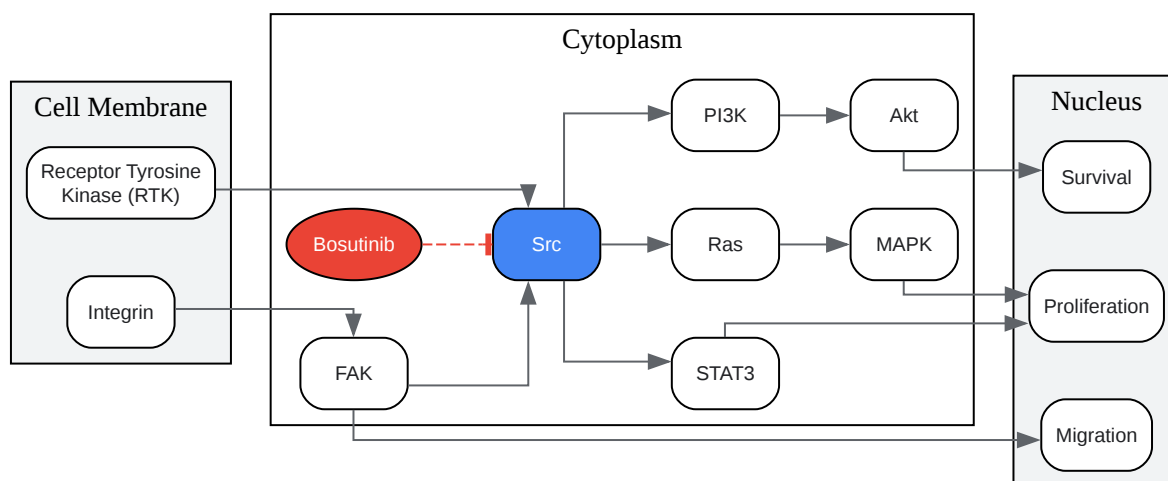 Cytoplasm
Cell Membrane
Nucleus
Receptor Tyrosine
Kinase (RTK)
PI3K
Akt
Survival
Bosutinib
Src
Ras
MAPK
Integrin
Proliferation
FAK
STAT3
Migration